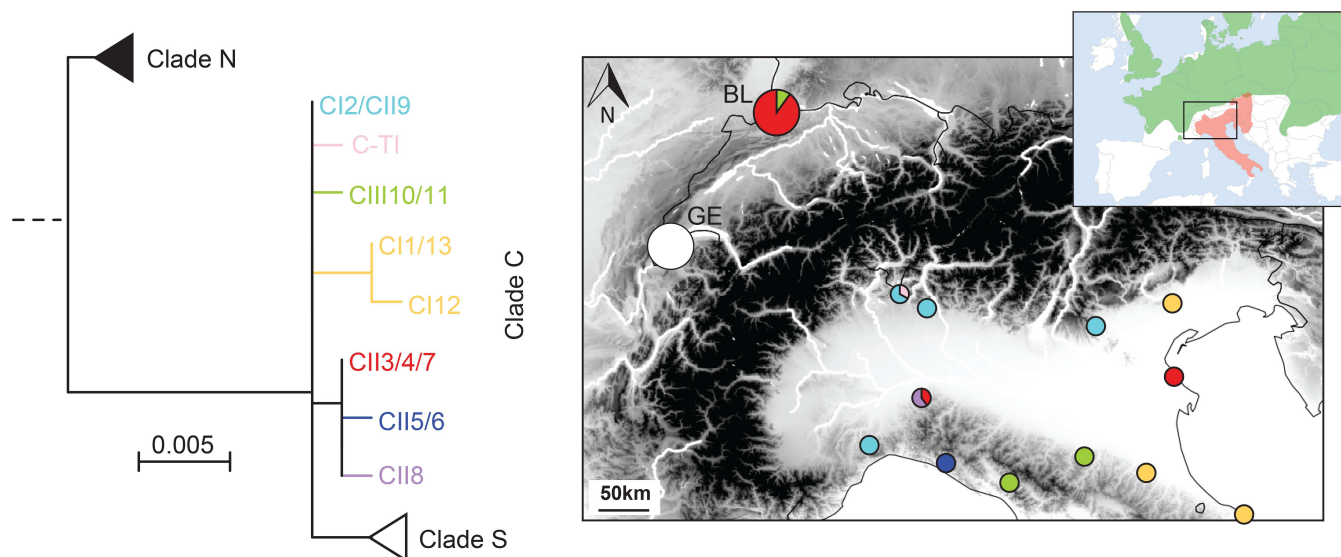 Clade N
CI2/CII9
C-TI
CIII10/11
CI1/13
CI12
Clade C
CII3/4/7
CII5/6
CII8
0.005
Clade S
N
BL
GE
50km